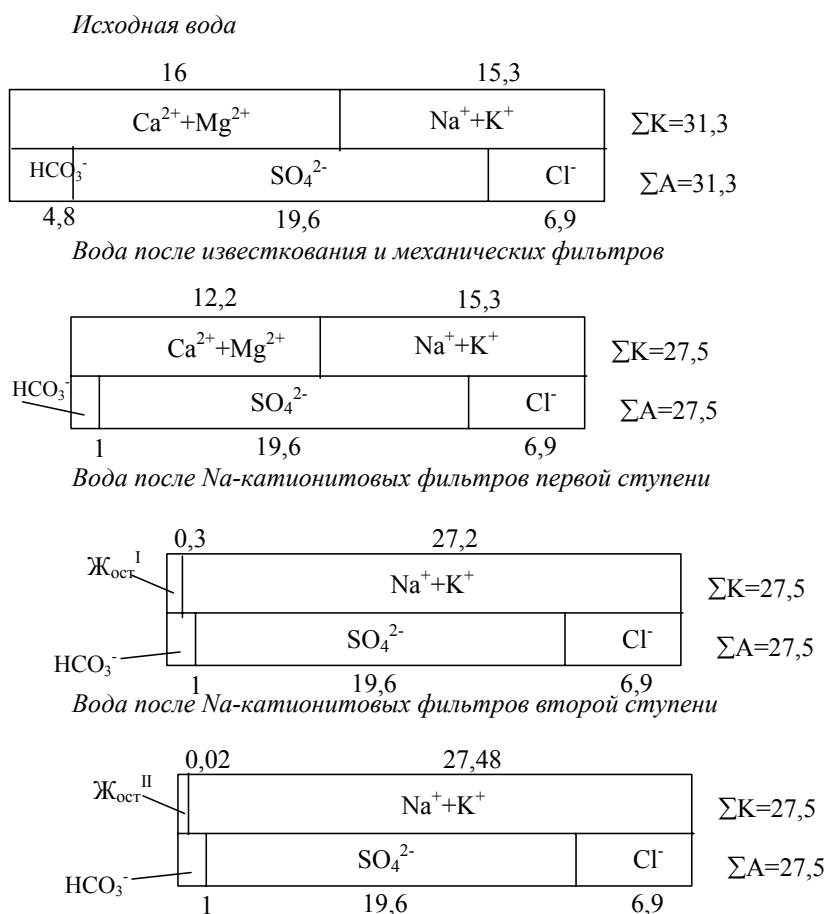 Исходная вода
16 15,3
Ca²⁺+Mg²⁺ Na⁺+K⁺ ∑K=31,3
HCO₃⁻ SO₄²⁻ Cl⁻ ∑A=31,3
4,8 19,6 6,9
Вода после известкования и механических фильтров
12,2 15,3
Ca²⁺+Mg²⁺ Na⁺+K⁺ ∑K=27,5
HCO₃⁻ SO₄²⁻ Cl⁻ ∑A=27,5
1 19,6 6,9
Вода после Na-катионитовых фильтров первой ступени
0,3 27,2
Жост^I Na⁺+K⁺ ∑K=27,5
HCO₃⁻ SO₄²⁻ Cl⁻ ∑A=27,5
1 19,6 6,9
Вода после Na-катионитовых фильтров второй ступени
0,02 27,48
Жост^II Na⁺+K⁺ ∑K=27,5
HCO₃⁻ SO₄²⁻ Cl⁻ ∑A=27,5
1 19,6 6,9